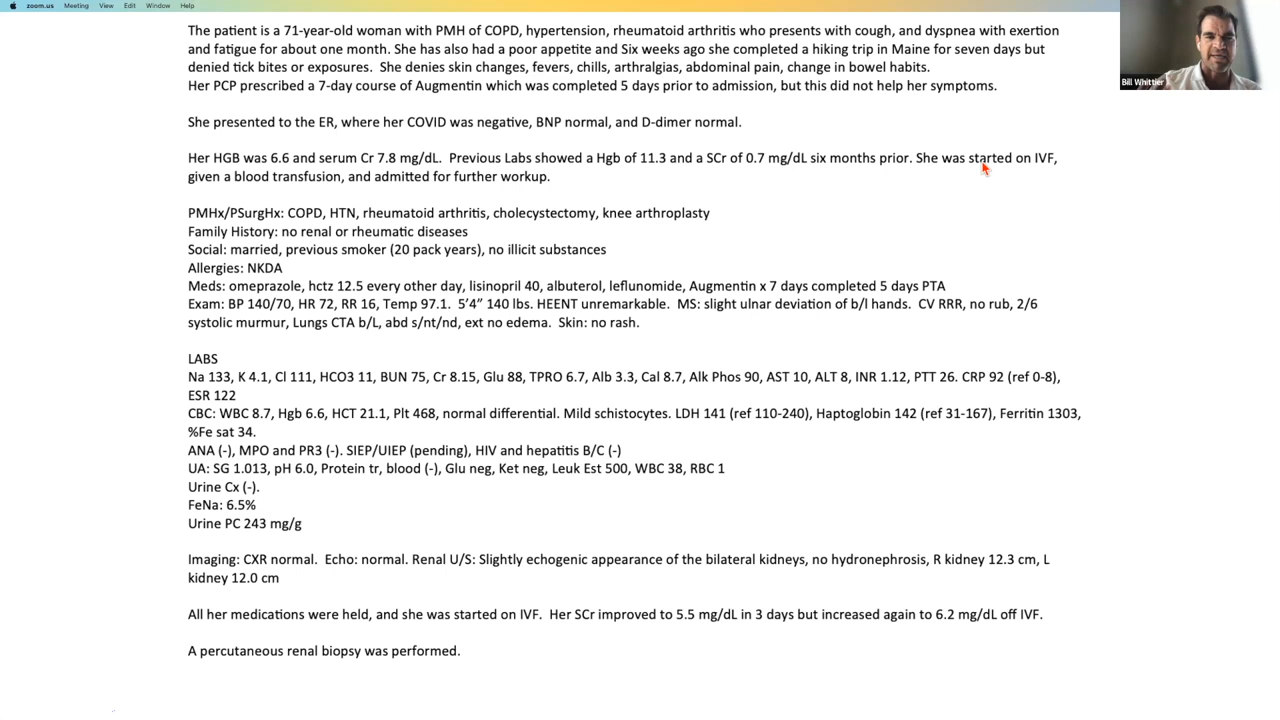 zoom.us Meeting View Edit Window Help
The patient is a 71-year-old woman with PMH of COPD, hypertension, rheumatoid arthritis who presents with cough, and dyspnea with exertion
and fatigue for about one month. She has also had a poor appetite and Six weeks ago she completed a hiking trip in Maine for seven days but
denied tick bites or exposures. She denies skin changes, fevers, chills, arthralgias, abdominal pain, change in bowel habits.
Her PCP prescribed a 7-day course of Augmentin which was completed 5 days prior to admission, but this did not help her symptoms.
She presented to the ER, where her COVID was negative, BNP normal, and D-dimer normal.
Her HGB was 6.6 and serum Cr 7.8 mg/dL. Previous Labs showed a Hgb of 11.3 and a SCr of 0.7 mg/dL six months prior. She was started on IVF,
given a blood transfusion, and admitted for further workup.
PMHx/PSurgHx: COPD, HTN, rheumatoid arthritis, cholecystectomy, knee arthroplasty
Family History: no renal or rheumatic diseases
Social: married, previous smoker (20 pack years), no illicit substances
Allergies: NKDA
Meds: omeprazole, hctz 12.5 every other day, lisinopril 40, albuterol, leflunomide, Augmentin x 7 days completed 5 days PTA
Exam: BP 140/70, HR 72, RR 16, Temp 97.1. 5’4” 140 lbs. HEENT unremarkable. MS: slight ulnar deviation of b/l hands. CV RRR, no rub, 2/6
systolic murmur, Lungs CTA b/L, abd s/nt/nd, ext no edema. Skin: no rash.
LABS
Na 133, K 4.1, Cl 111, HCO3 11, BUN 75, Cr 8.15, Glu 88, TPRO 6.7, Alb 3.3, Cal 8.7, Alk Phos 90, AST 10, ALT 8, INR 1.12, PTT 26. CRP 92 (ref 0-8),
ESR 122
CBC: WBC 8.7, Hgb 6.6, HCT 21.1, Plt 468, normal differential. Mild schistocytes. LDH 141 (ref 110-240), Haptoglobin 142 (ref 31-167), Ferritin 1303,
%Fe sat 34.
ANA (-), MPO and PR3 (-). SIEP/UIEP (pending), HIV and hepatitis B/C (-)
UA: SG 1.013, pH 6.0, Protein tr, blood (-), Glu neg, Ket neg, Leuk Est 500, WBC 38, RBC 1
Urine Cx (-).
FeNa: 6.5%
Urine PC 243 mg/g
Imaging: CXR normal. Echo: normal. Renal U/S: Slightly echogenic appearance of the bilateral kidneys, no hydronephrosis, R kidney 12.3 cm, L
kidney 12.0 cm
All her medications were held, and she was started on IVF. Her SCr improved to 5.5 mg/dL in 3 days but increased again to 6.2 mg/dL off IVF.
A percutaneous renal biopsy was performed.
Bill Whittier